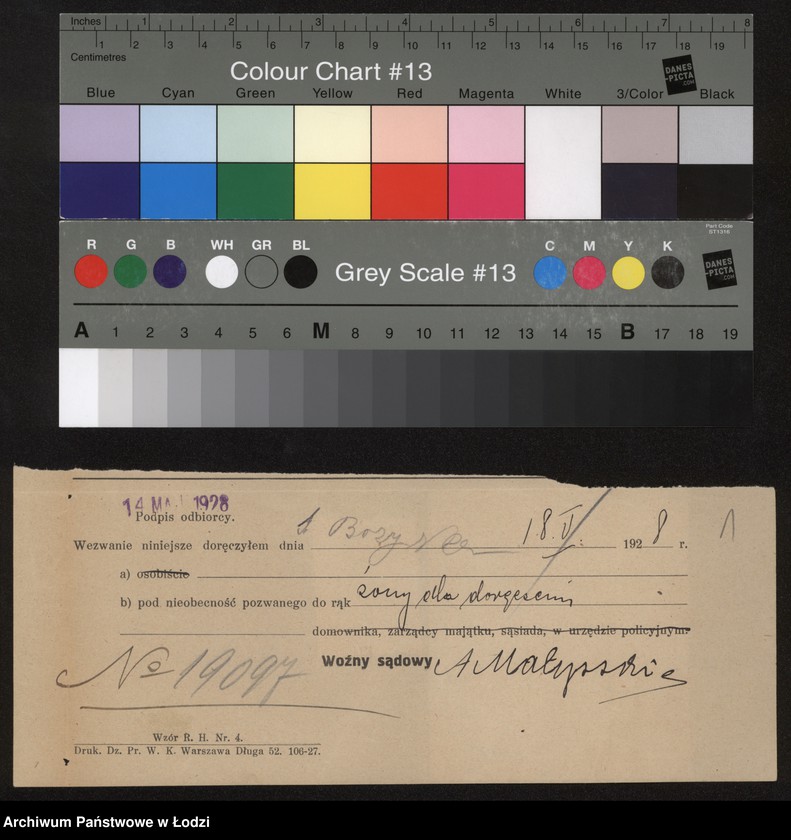 Inches 1 2 3 4 5 6 7 8
1 2 3 4 5 6 7 8 9 10 11 12 13 14 15 16 17 18 19
Centimetres
Colour Chart #13
DANES
-PICTA
.COM
Blue Cyan Green Yellow Red Magenta White 3/Color Black
Part Code
ST1316
R G B WH GR BL Grey Scale #13 C M Y K
DANES
-PICTA
.COM
A 1 2 3 4 5 6 M 8 9 10 11 12 13 14 15 B 17 18 19
14 MAJ 1928
Podpis odbiorcy.
Wezwanie niniejsze doręczyłem dnia 18.V 1928 r.
a) osobiście
b) pod nieobecność pozwanego do rąk żony dla doręczenia
domownika, zarządcy majątku, sąsiada, w urzędzie policyjnym.
№ 19097
Woźny sądowy
Wzór R. H. Nr. 4.
Druk. Dz. Pr. W. K. Warszawa Długa 52. 106-27.
Archiwum Państwowe w Łodzi